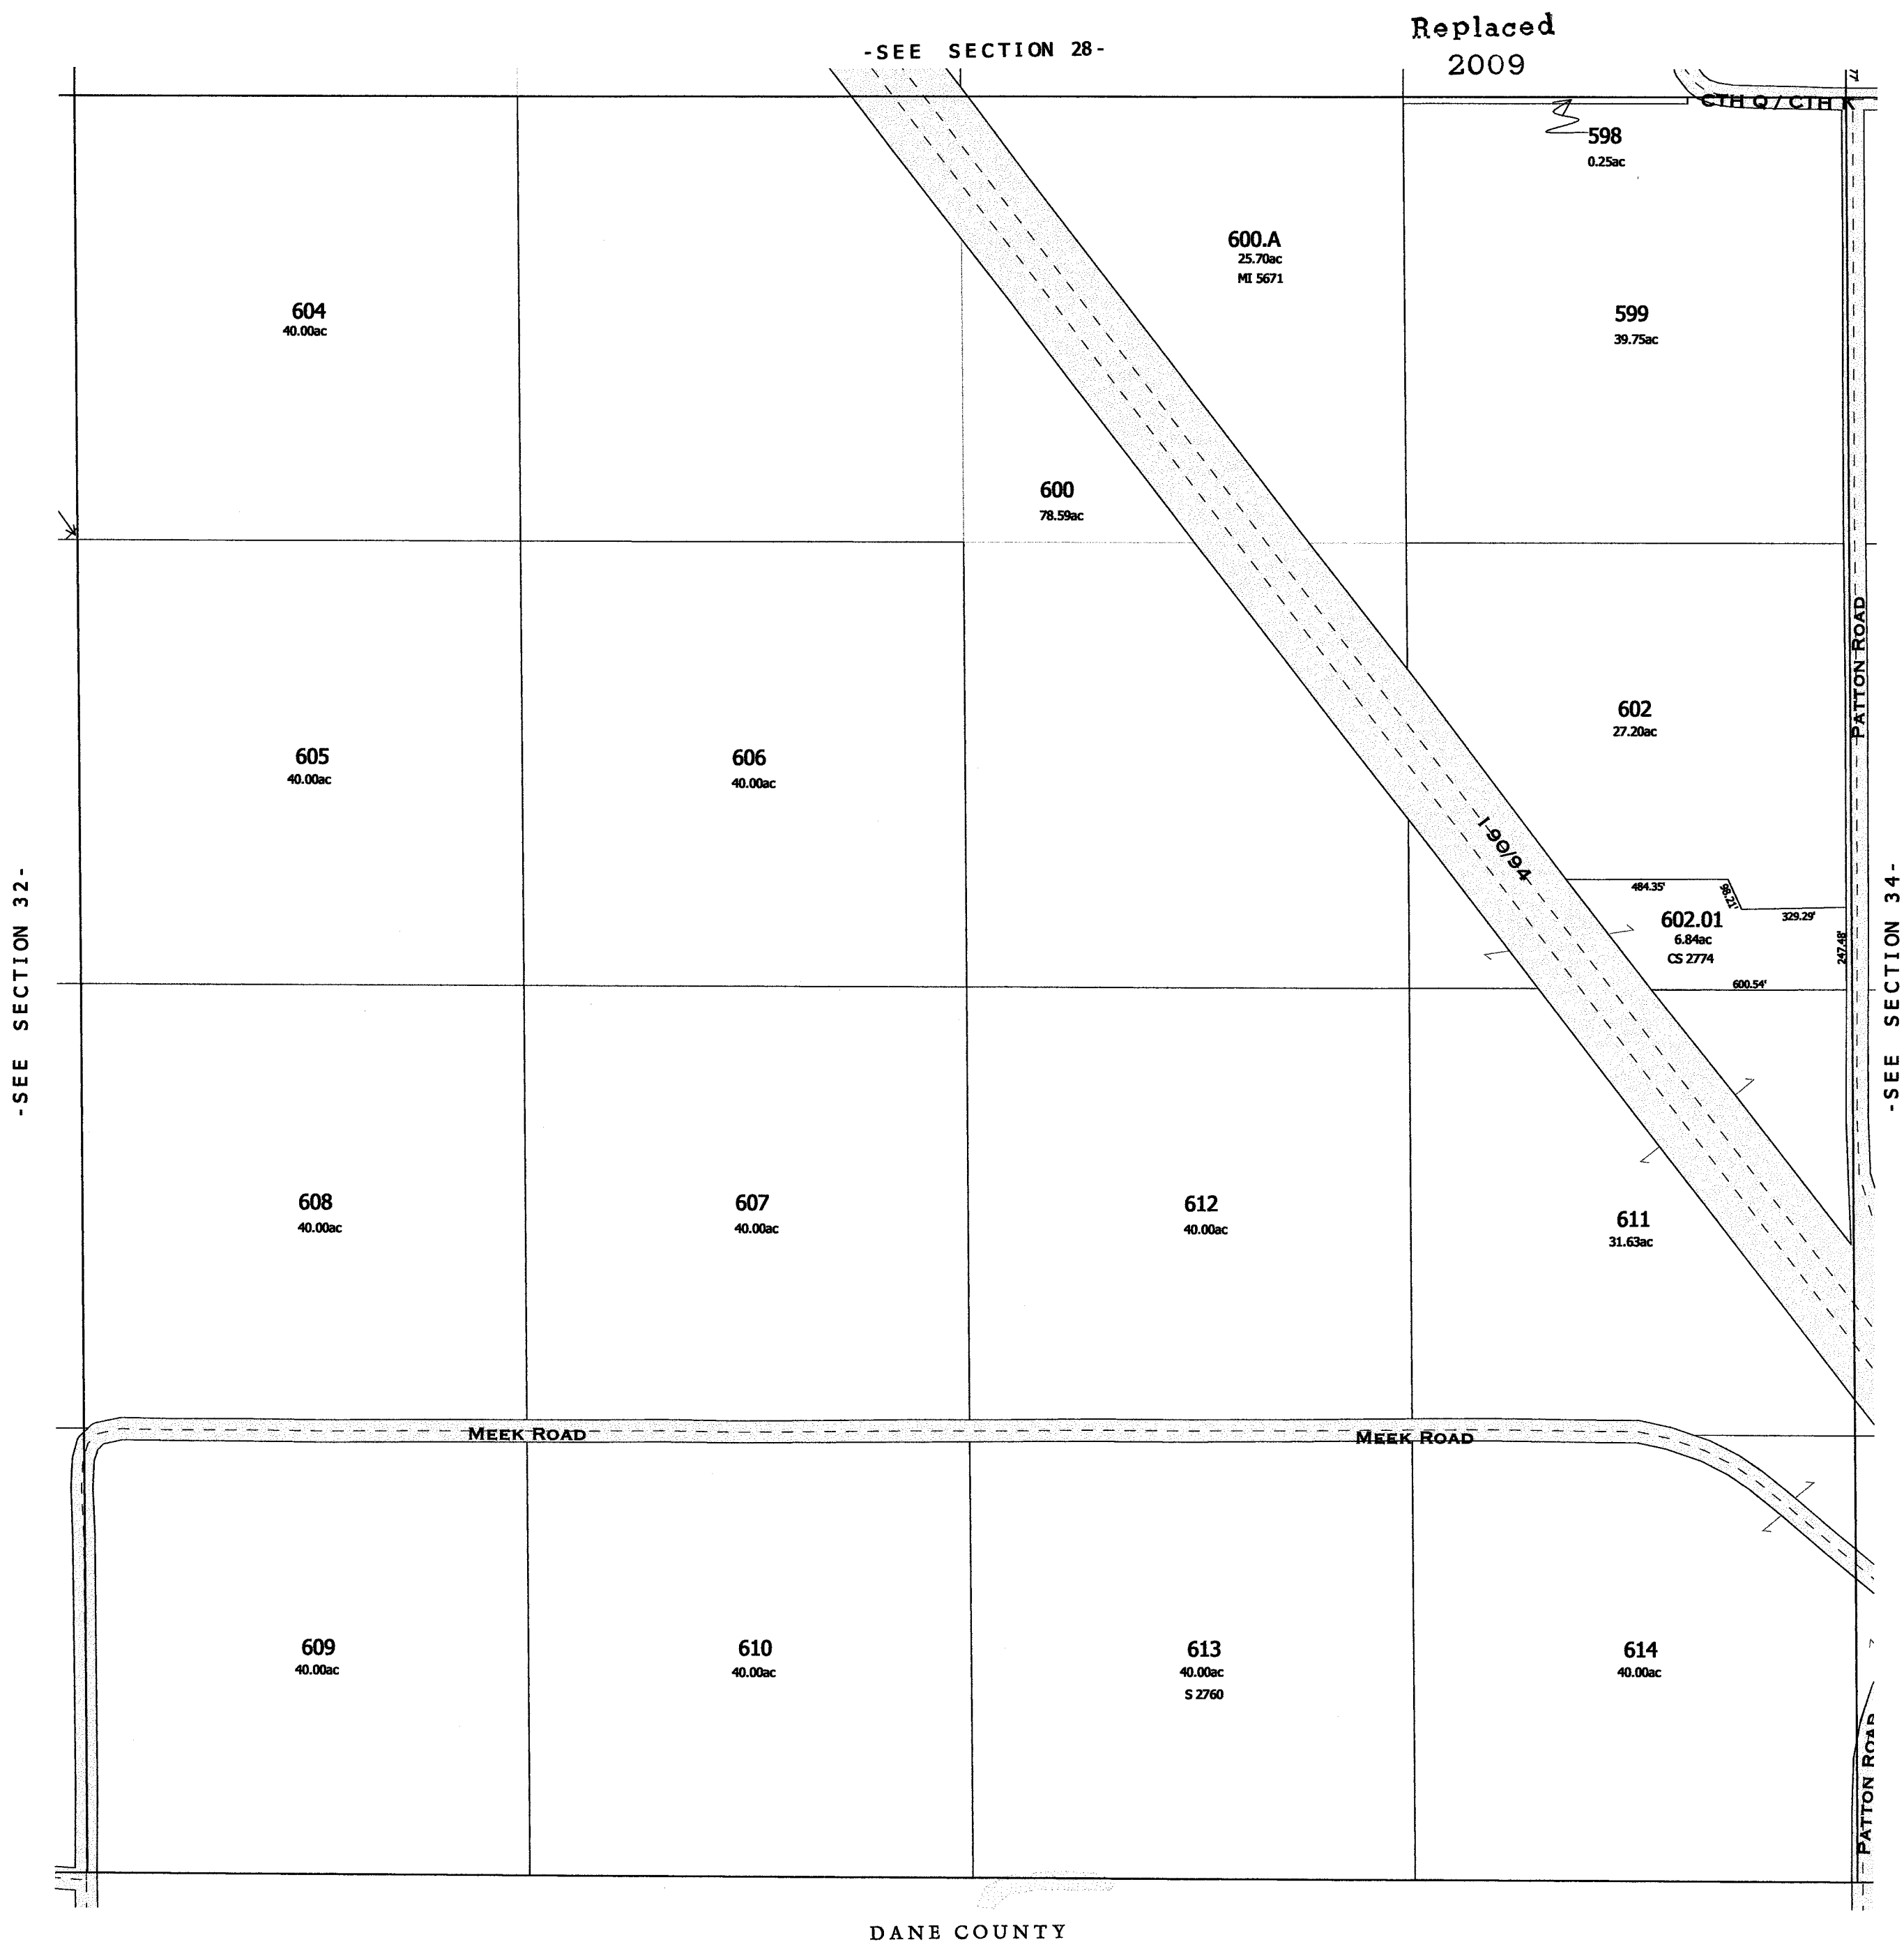 Replaced
2009
-SEE SECTION 28-
CTH Q / CTH K
598
0.25ac
600.A
25.70ac
MI 5671
604
40.00ac
599
39.75ac
600
78.59ac
PATTON ROAD
602
27.20ac
605
40.00ac
606
40.00ac
I-90/94
484.35'
98.21'
329.29'
602.01
6.84ac
CS 2774
247.48'
600.54'
-SEE SECTION 32-
-SEE SECTION 34-
608
40.00ac
607
40.00ac
612
40.00ac
611
31.63ac
MEEK ROAD
MEEK ROAD
609
40.00ac
610
40.00ac
613
40.00ac
S 2760
614
40.00ac
PATTON ROAD
DANE COUNTY